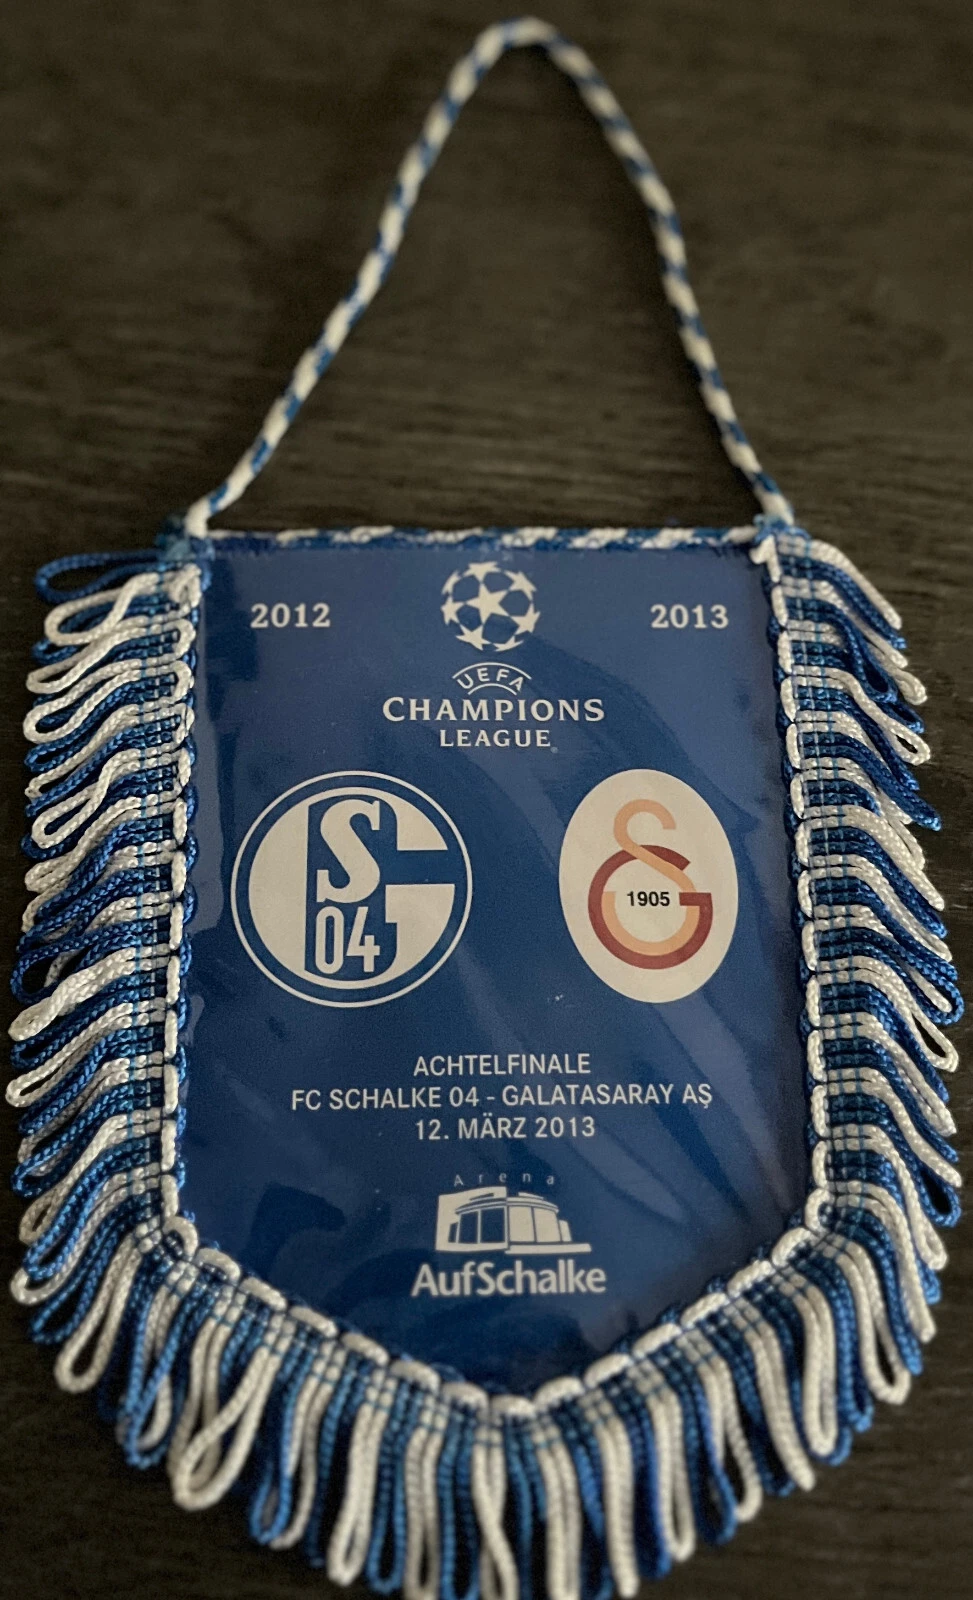 2012 2013
UEFA
CHAMPIONS
LEAGUE
S
04
1905
ACHTELFINALE
FC SCHALKE 04 - GALATASARAY AŞ
12. MÄRZ 2013
Arena
AufSchalke